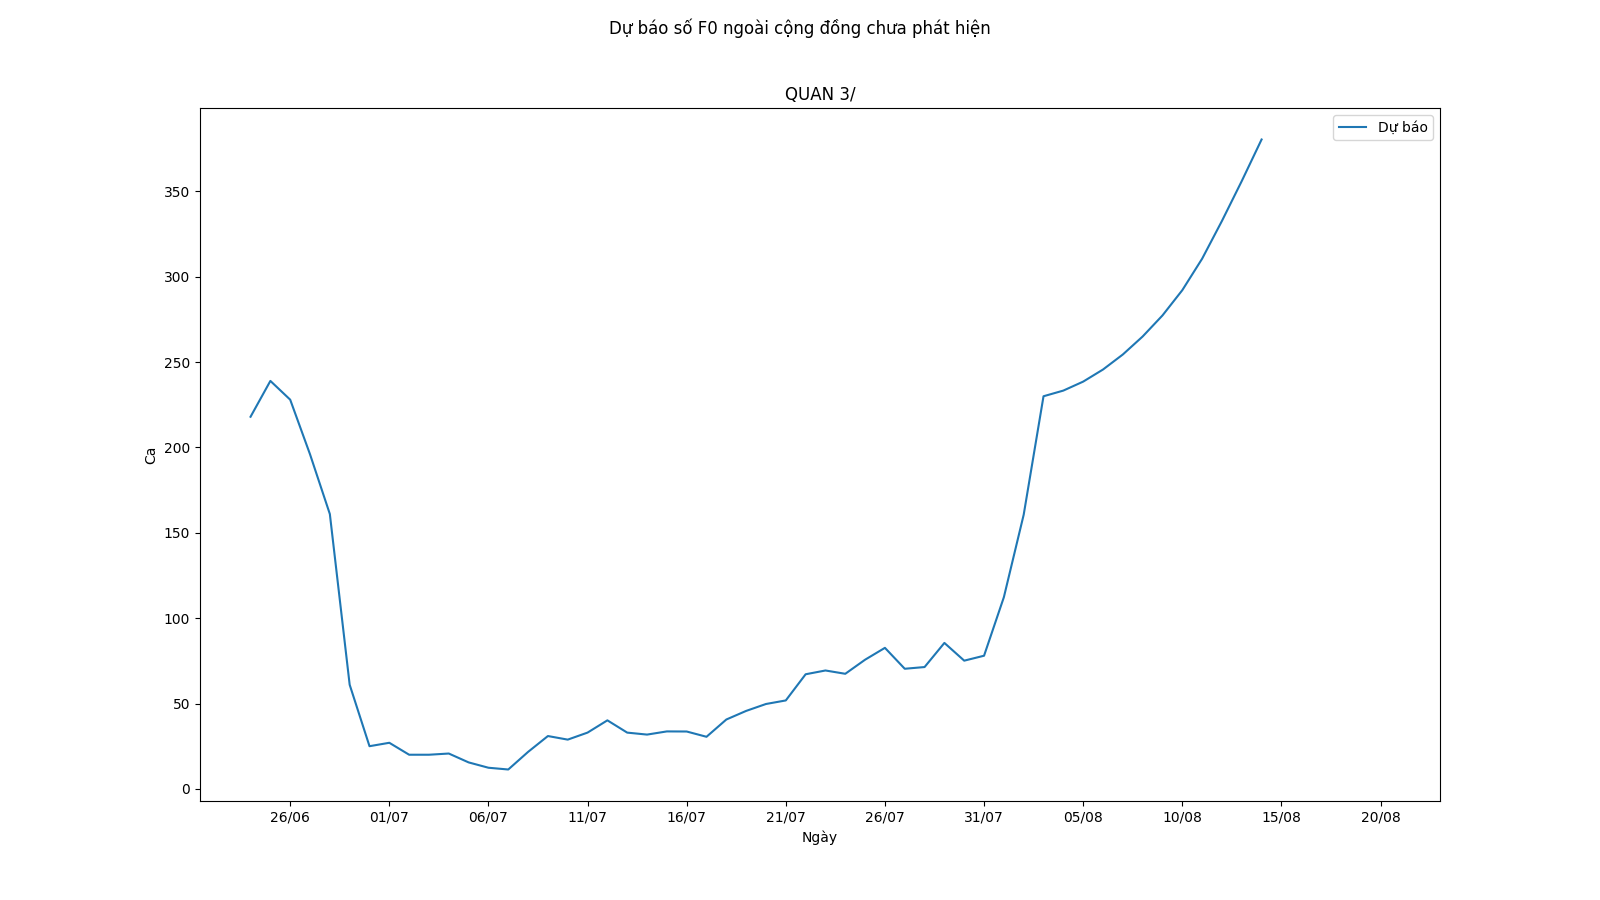 Dự báo số F0 ngoài cộng đồng chưa phát hiện
QUAN 3/
Dự báo
350
300
250
200
150
100
50
0
Ca
26/06 01/07 06/07 11/07 16/07 21/07 26/07 31/07 05/08 10/08 15/08 20/08
Ngày